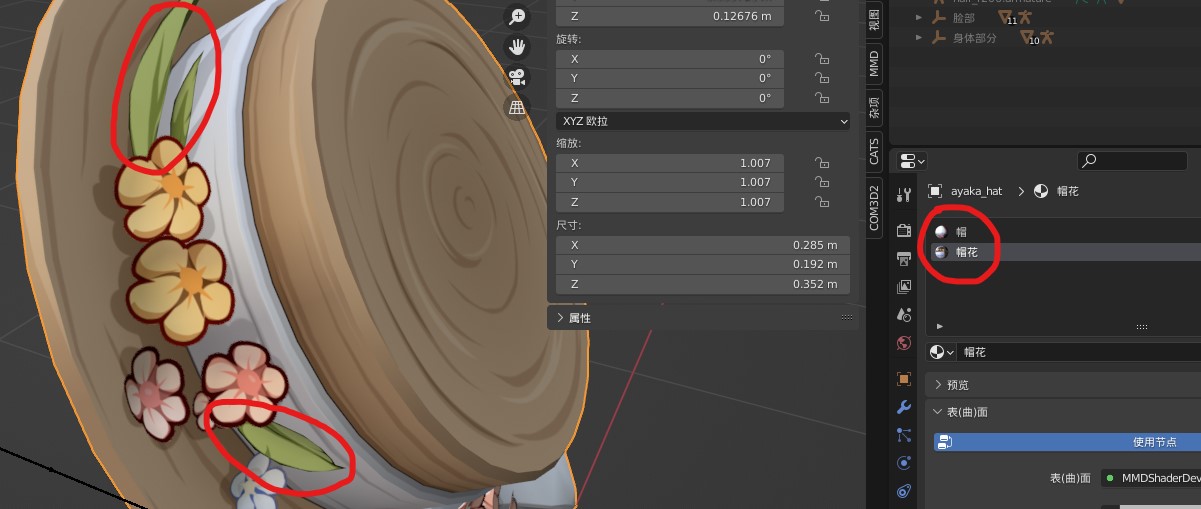 Z 0.12676 m
旋转:
X 0°
Y 0°
Z 0°
XYZ 欧拉
缩放:
X 1.007
Y 1.007
Z 1.007
尺寸:
X 0.285 m
Y 0.192 m
Z 0.352 m
属性
视图
MMD
杂项
CATS
COM3D2
脸部 11
身体部分 10
ayaka_hat 帽花
帽
帽花
帽花
预览
表(曲)面
使用节点
表(曲)面 MMDShaderDev